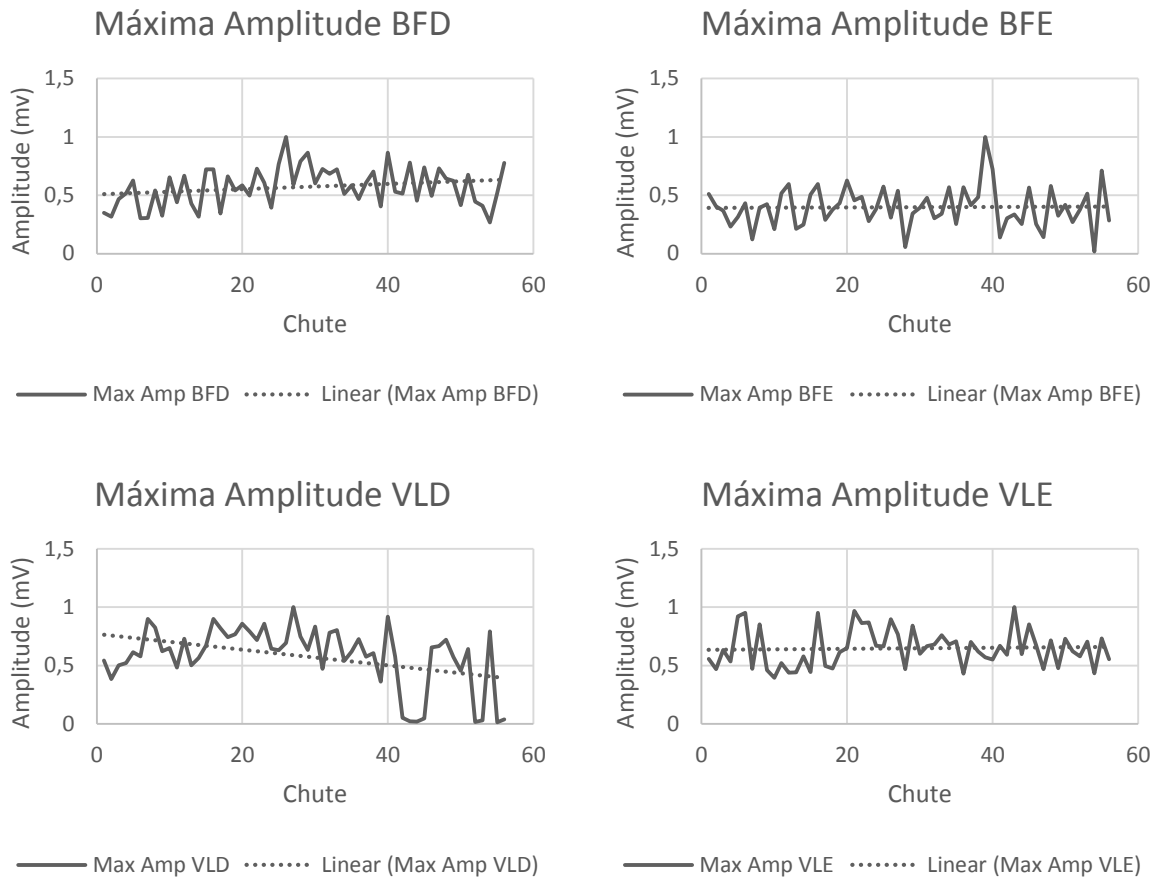 Máxima Amplitude BFD
Amplitude (mv)
1,5
1
0,5
0
0
20
40
60
Chute
Max Amp BFD
Linear (Max Amp BFD)
Máxima Amplitude BFE
Amplitude (mV)
1,5
1
0,5
0
0
20
40
60
Chute
Max Amp BFE
Linear (Max Amp BFE)
Máxima Amplitude VLD
Amplitude (mV)
1,5
1
0,5
0
0
20
40
60
Chute
Max Amp VLD
Linear (Max Amp VLD)
Máxima Amplitude VLE
Amplitude (mV)
1,5
1
0,5
0
0
20
40
60
Chute
Max Amp VLE
Linear (Max Amp VLE)